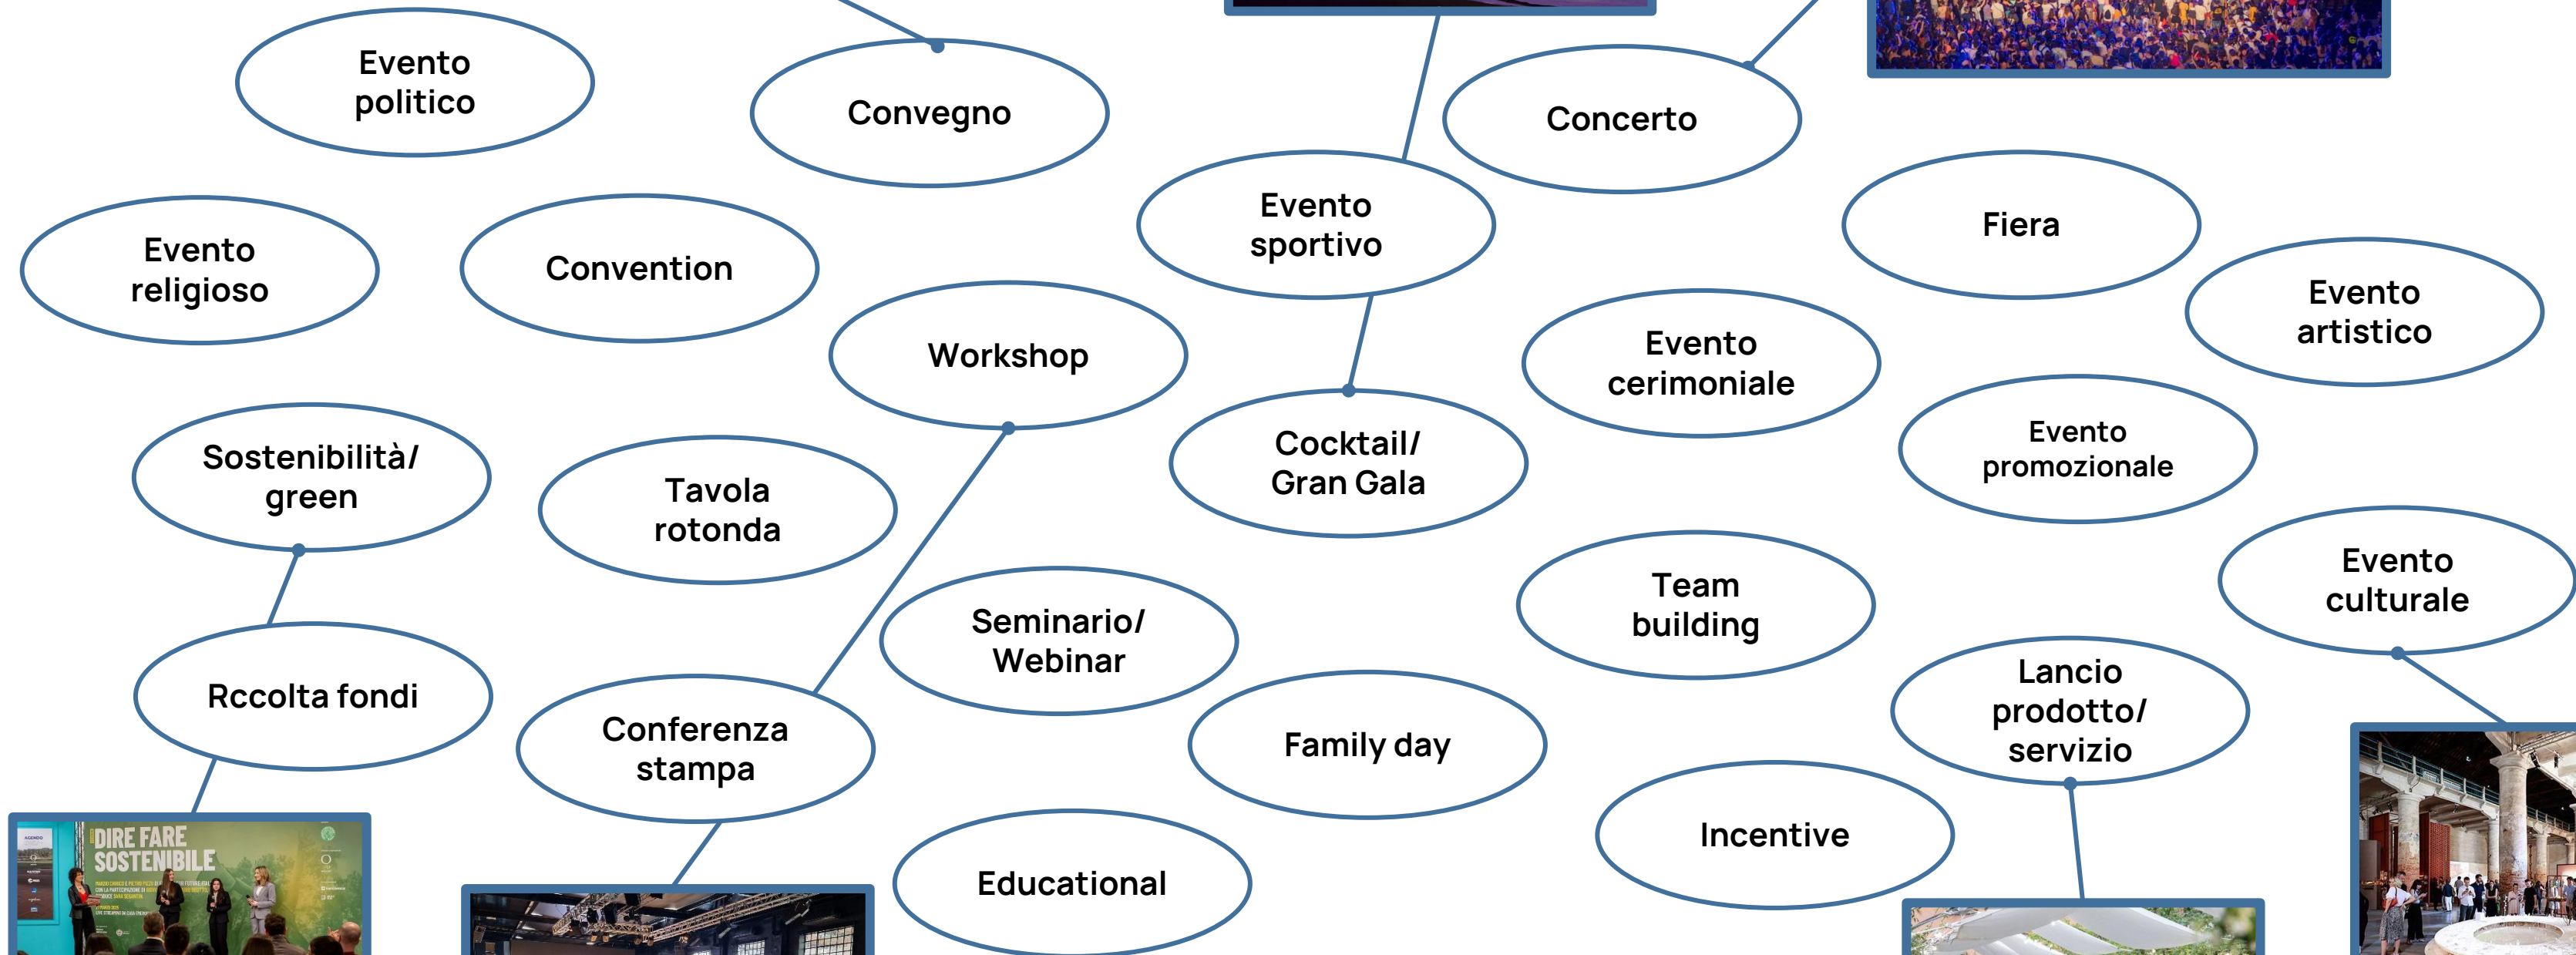 Evento
politico
Convegno
Concerto
Evento
sportivo
Fiera
Evento
religioso
Convention
Evento
artistico
Workshop
Evento
cerimoniale
Sostenibilità/
green
Tavola
rotonda
Cocktail/
Gran Gala
Evento
promozionale
Evento
culturale
Team
building
Seminario/
Webinar
Rccolta fondi
Conferenza
stampa
Family day
Lancio
prodotto/
servizio
Incentive
Educational
AGENDO
DIRE FARE
SOSTENIBILE